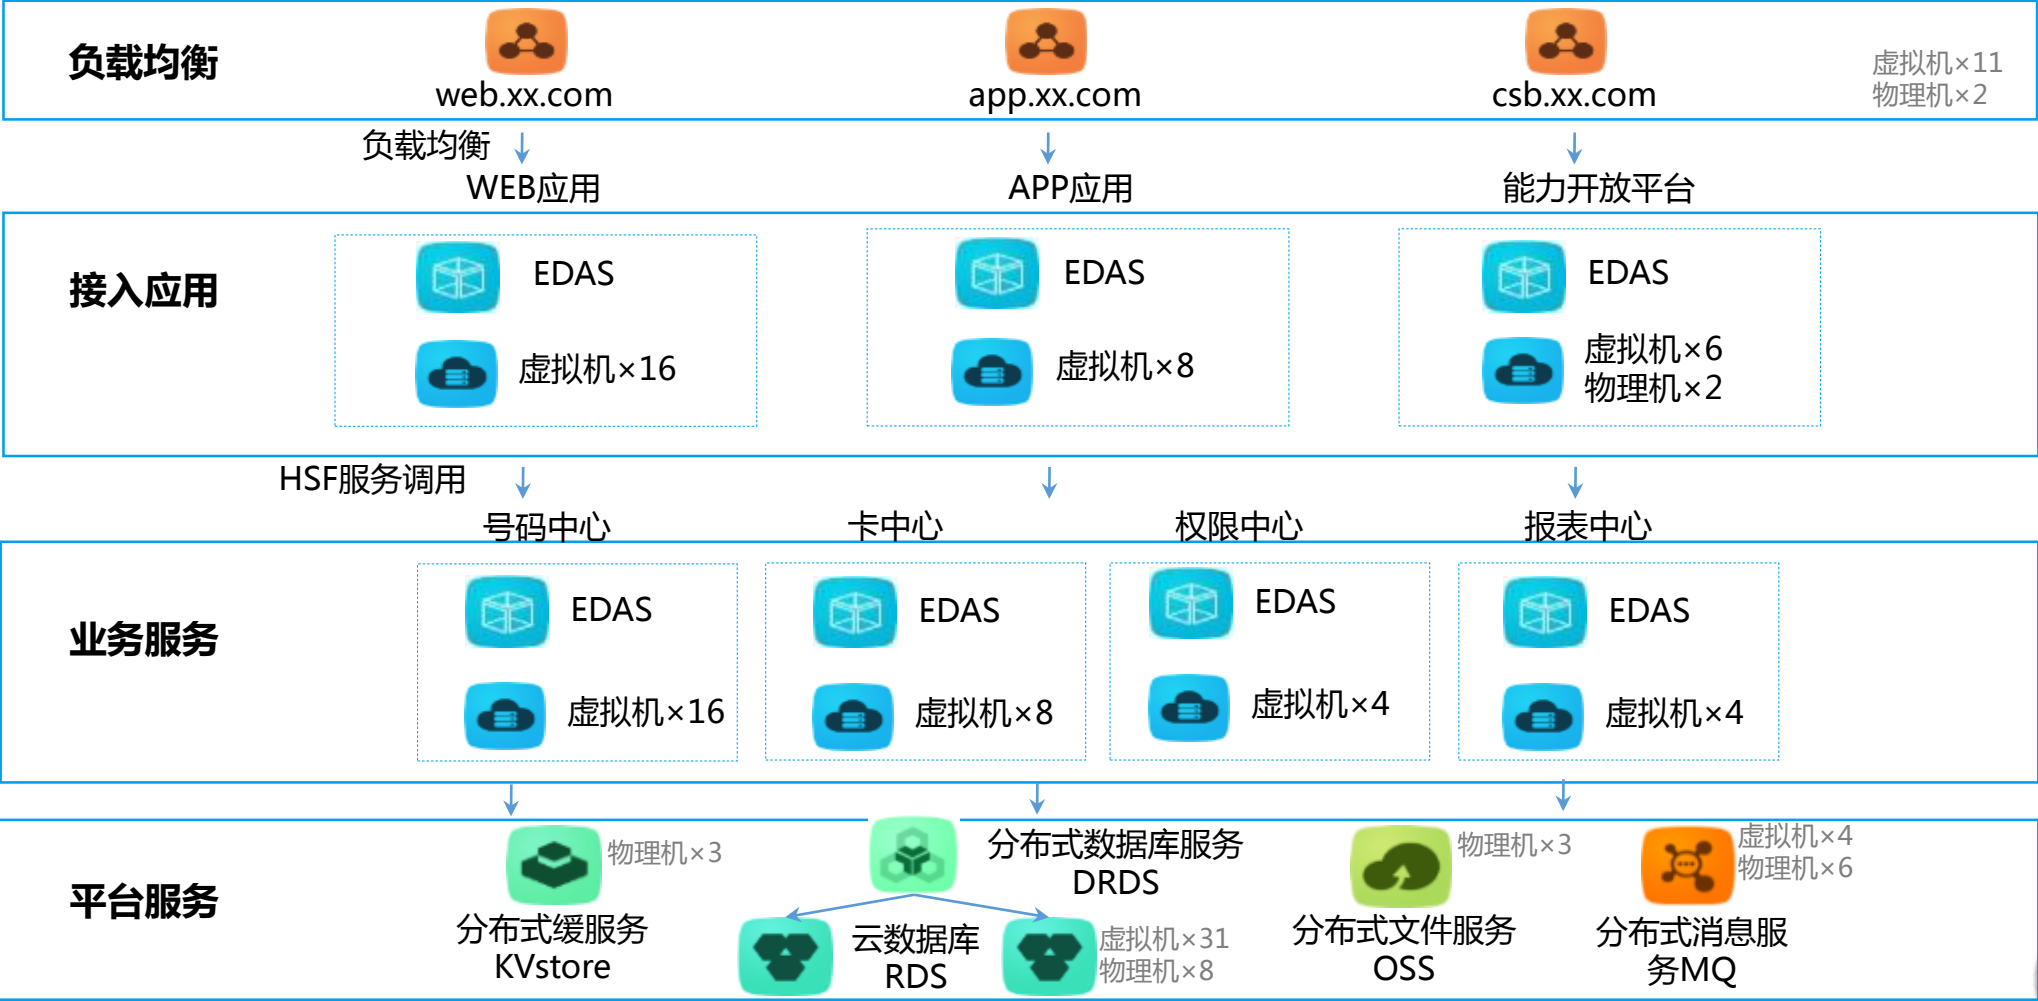 负载均衡
web.xx.com
app.xx.com
csb.xx.com
虚拟机×11
物理机×2
负载均衡
WEB应用
APP应用
能力开放平台
接入应用
EDAS
虚拟机×16
EDAS
虚拟机×8
EDAS
虚拟机×6
物理机×2
HSF服务调用
号码中心
卡中心
权限中心
报表中心
业务服务
EDAS
虚拟机×16
EDAS
虚拟机×8
EDAS
虚拟机×4
EDAS
虚拟机×4
平台服务
物理机×3
分布式缓服务
KVstore
分布式数据库服务
DRDS
云数据库
RDS
虚拟机×31
物理机×8
物理机×3
分布式文件服务
OSS
虚拟机×4
物理机×6
分布式消息服
务MQ